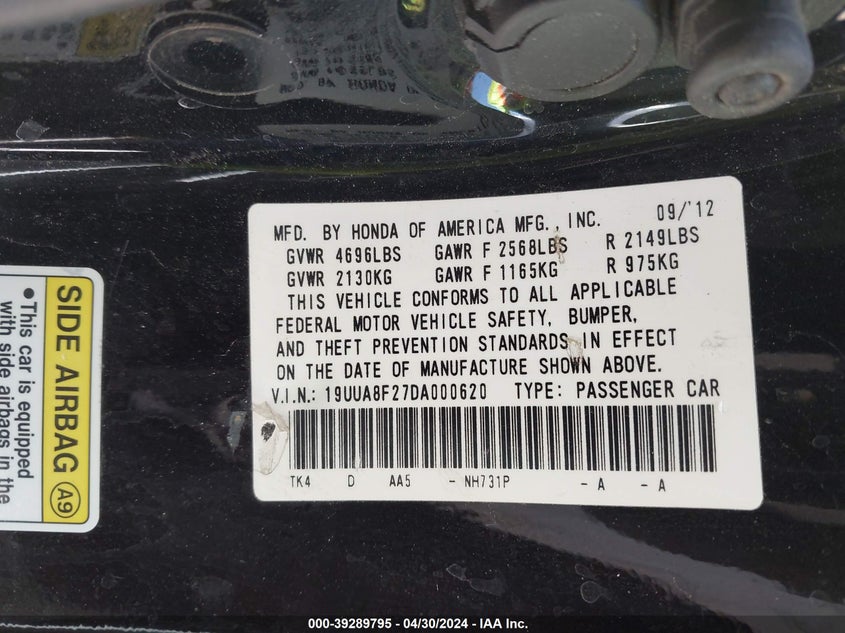 MFD. BY HONDA OF AMERICA MFG., INC. 09/'12
GVWR 4696LBS GAWR F 2568LBS R 2149LBS
GVWR 2130KG GAWR F 1165KG R 975KG
THIS VEHICLE CONFORMS TO ALL APPLICABLE
FEDERAL MOTOR VEHICLE SAFETY, BUMPER,
AND THEFT PREVENTION STANDARDS IN EFFECT
ON THE DATE OF MANUFACTURE SHOWN ABOVE.
V.I.N.: 19UUA8F27DA000620 TYPE: PASSENGER CAR
TK4 D AA5 - NH731P - A - A
SIDE AIRBAG A9
•This car is equipped
with side airbags in the
000-39289795 - 04/30/2024 - IAA Inc.